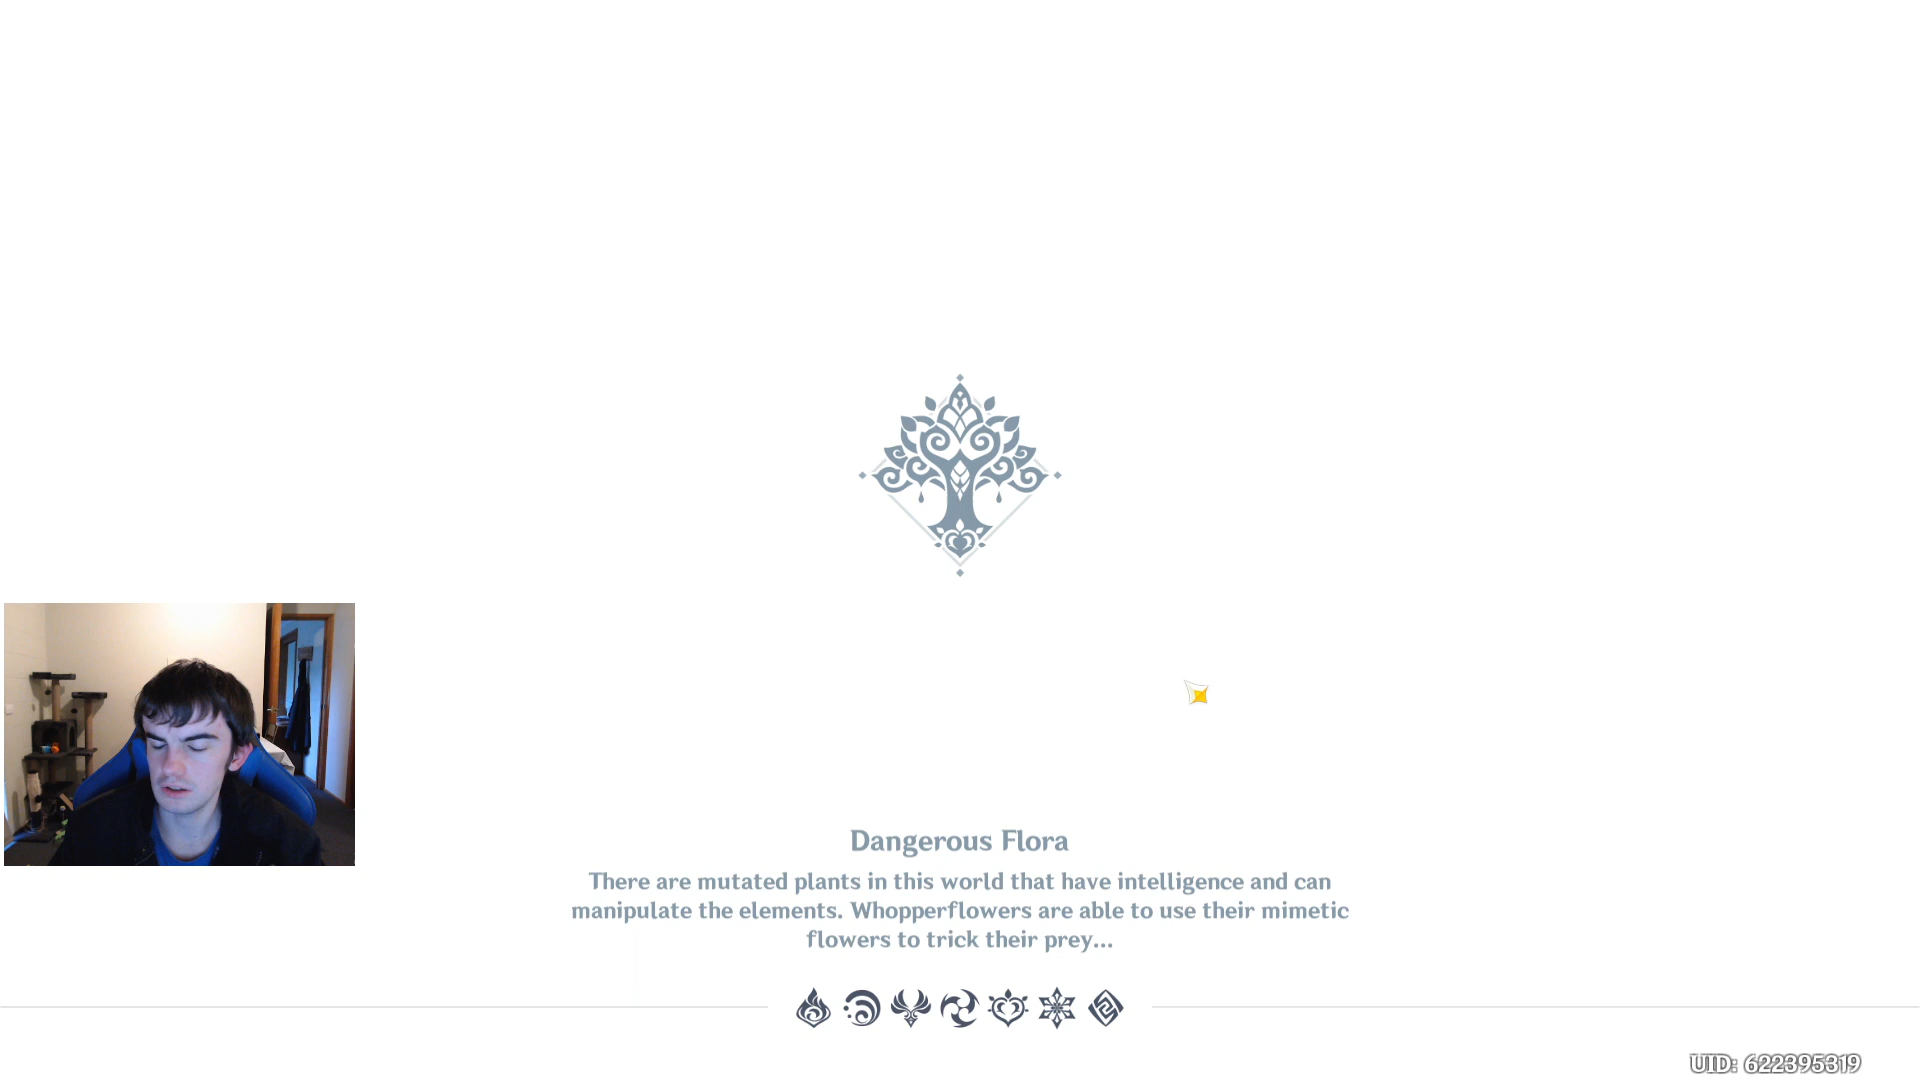 Dangerous Flora
There are mutated plants in this world that have intelligence and can
manipulate the elements. Whopperflowers are able to use their mimetic
flowers to trick their prey...
UID: 622395319